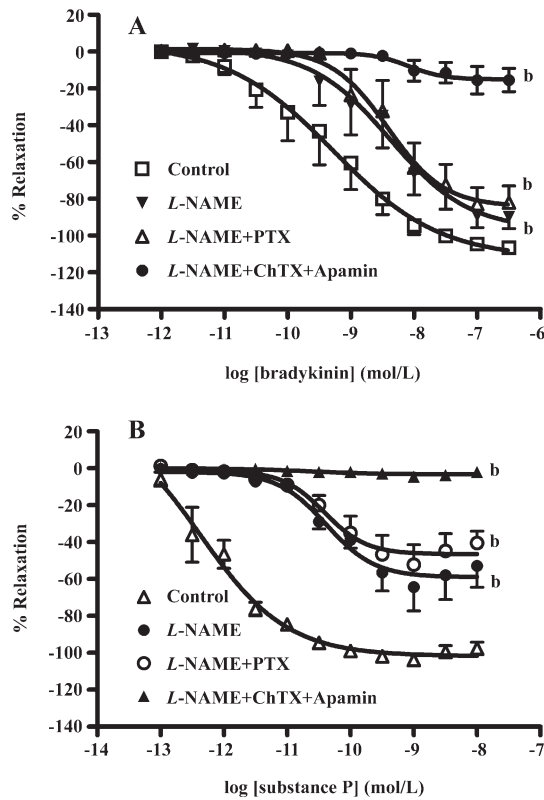 A
20
0
-20
-40
-60
-80
-100
-120
-140
% Relaxation
Control
L-NAME
L-NAME+PTX
L-NAME+ChTX+Apamin
b
b
b
-13 -12 -11 -10 -9 -8 -7 -6
log [bradykinin] (mol/L)
B
20
0
-20
-40
-60
-80
-100
-120
-140
% Relaxation
Control
L-NAME
L-NAME+PTX
L-NAME+ChTX+Apamin
b
b
b
-14 -13 -12 -11 -10 -9 -8 -7
log [substance P] (mol/L)